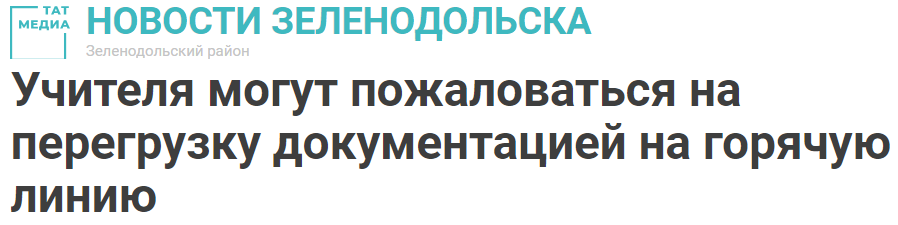 ТАТ
МЕДИА
НОВОСТИ ЗЕЛЕНОДОЛЬСКА
Зеленодольский район
Учителя могут пожаловаться на
перегрузку документацией на горячую
линию